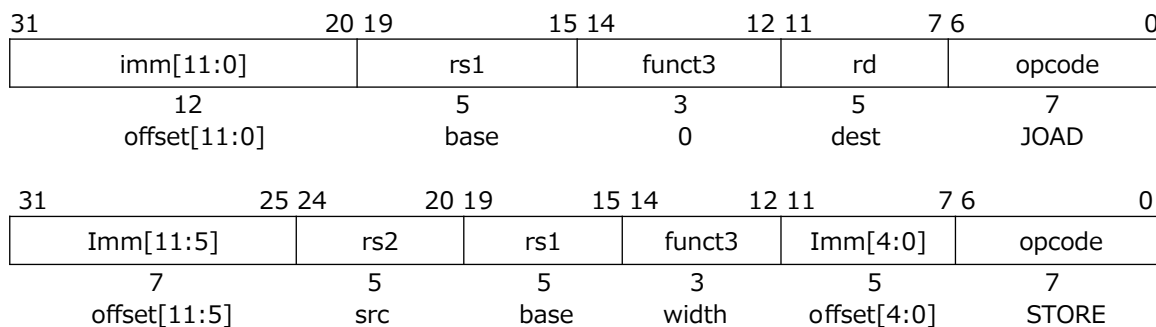 31 20 19 15 14 12 11 7 6 0
imm[11:0] rs1 funct3 rd opcode
12 5 3 5 7
offset[11:0] base 0 dest JOAD
31 25 24 20 19 15 14 12 11 7 6 0
Imm[11:5] rs2 rs1 funct3 Imm[4:0] opcode
7 5 5 3 5 7
offset[11:5] src base width offset[4:0] STORE